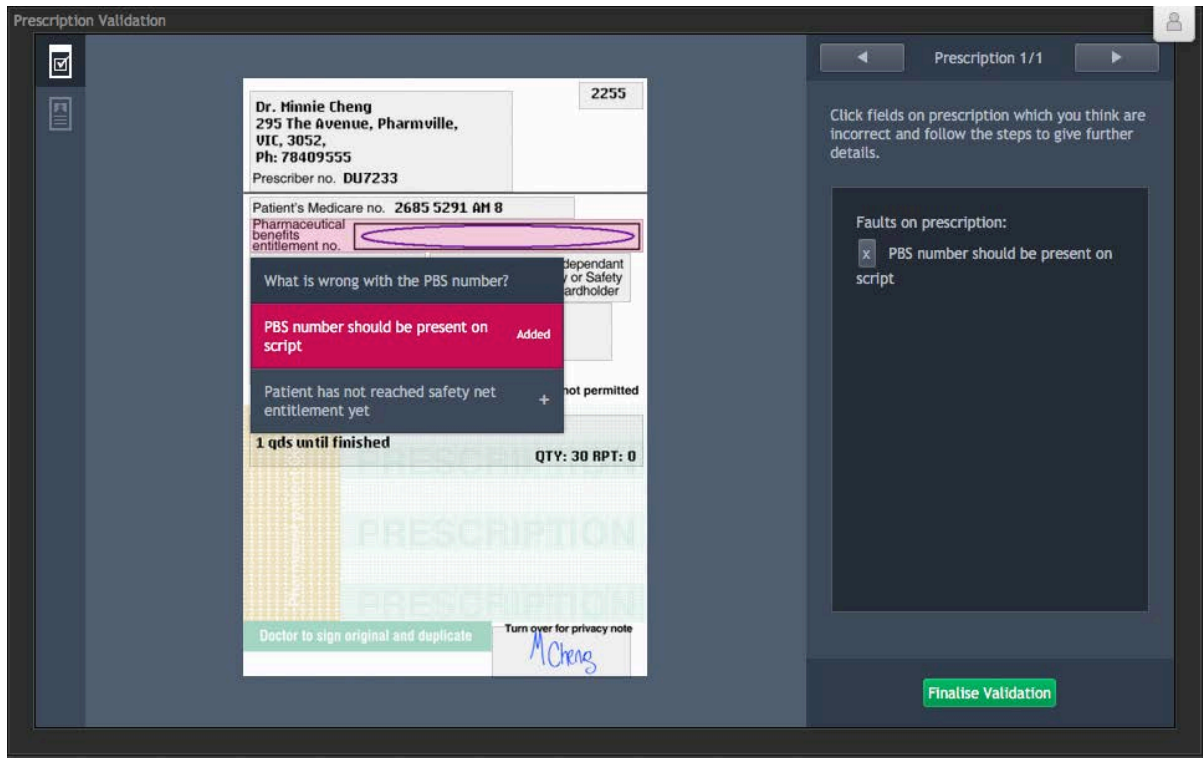 Prescription Validation
Prescription 1/1
2255
Dr. Minnie Cheng
295 The Avenue, Pharmville,
VIC, 3052,
Ph: 78409555
Prescriber no. DU7233
Patient's Medicare no. 2685 5291 AM 8
Pharmaceutical
benefits
entitlement no.
dependant
or Safety
ardholder
What is wrong with the PBS number?
PBS number should be present on
script
Added
Patient has not reached safety net
entitlement yet
+
not permitted
1 qds until finished
QTY: 30 RPT: 0
PRESCRIPTION
PRESCRIPTION
PRESCRIPTION
Doctor to sign original and duplicate
Turn over for privacy note
M Cheng
Click fields on prescription which you think are
incorrect and follow the steps to give further
details.
Faults on prescription:
x PBS number should be present on
script
Finalise Validation